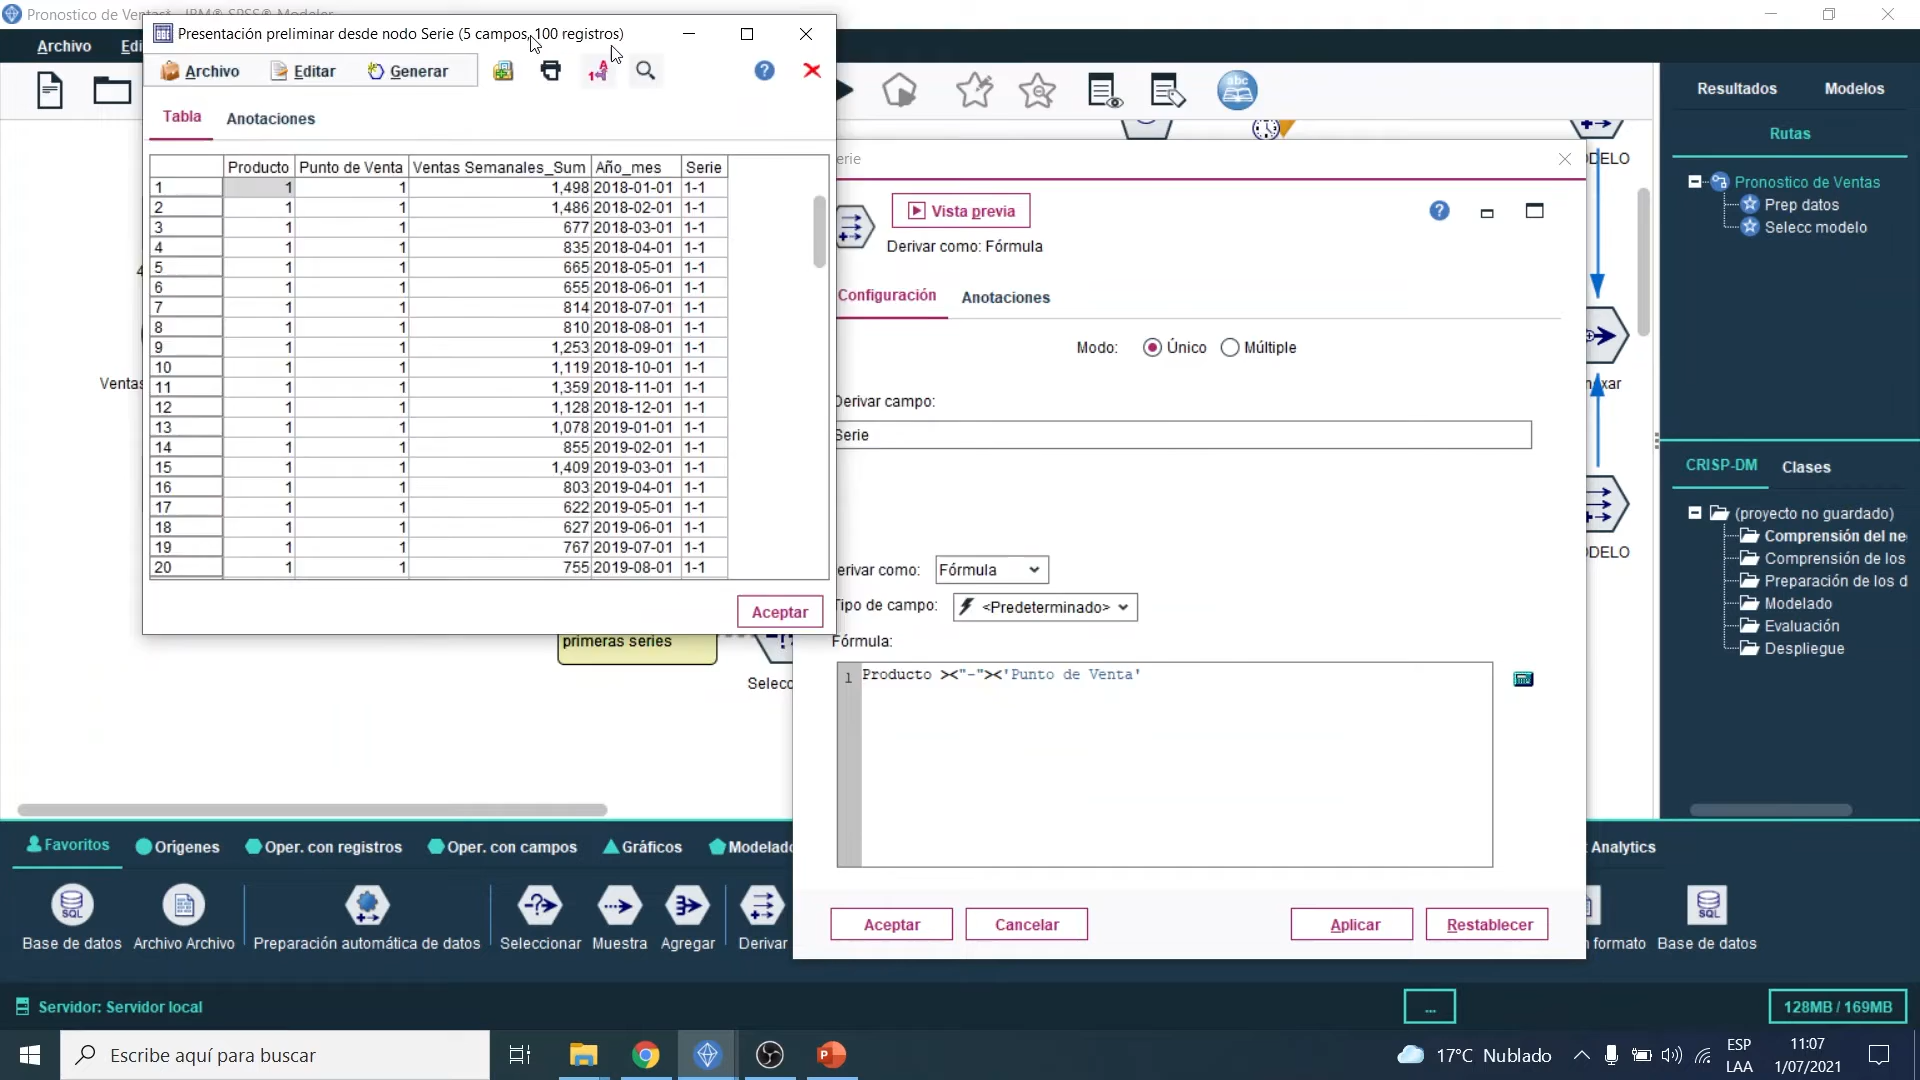 Pronostico de Ventas* - IBM® SPSS® Modeler
Archivo
Edi
Presentación preliminar desde nodo Serie (5 campos, 100 registros)
Archivo Editar Generar
Tabla Anotaciones
Producto Punto de Venta Ventas Semanales_Sum Año_mes Serie
1 1 1 1,498 2018-01-01 1-1
2 1 1 1,486 2018-02-01 1-1
3 1 1 677 2018-03-01 1-1
4 1 1 835 2018-04-01 1-1
5 1 1 665 2018-05-01 1-1
6 1 1 655 2018-06-01 1-1
7 1 1 814 2018-07-01 1-1
8 1 1 810 2018-08-01 1-1
9 1 1 1,253 2018-09-01 1-1
10 1 1 1,119 2018-10-01 1-1
11 1 1 1,359 2018-11-01 1-1
12 1 1 1,128 2018-12-01 1-1
13 1 1 1,078 2019-01-01 1-1
14 1 1 855 2019-02-01 1-1
15 1 1 1,409 2019-03-01 1-1
16 1 1 803 2019-04-01 1-1
17 1 1 622 2019-05-01 1-1
18 1 1 627 2019-06-01 1-1
19 1 1 767 2019-07-01 1-1
20 1 1 755 2019-08-01 1-1
Aceptar
4
Ventas
primeras series
Selecc
abc
erie
Vista previa
Derivar como: Fórmula
Configuración Anotaciones
Modo: Único Múltiple
Derivar campo:
Serie
erivar como: Fórmula
Tipo de campo: <Predeterminado>
Fórmula:
1 Producto ><"-"><'Punto de Venta'
Aceptar Cancelar Aplicar Restablecer
DELO
exar
DELO
Resultados Modelos
Rutas
Pronostico de Ventas
Prep datos
Selecc modelo
CRISP-DM Clases
(proyecto no guardado)
Comprensión del ne
Comprensión de los
Preparación de los d
Modelado
Evaluación
Despliegue
Favoritos Orígenes Oper. con registros Oper. con campos Gráficos Modelado Analytics
SQL SQL
Base de datos Archivo Archivo Preparación automática de datos Seleccionar Muestra Agregar Derivar formato Base de datos
Servidor: Servidor local
...
128MB / 169MB
Escribe aquí para buscar
17°C Nublado
ESP
LAA
11:07
1/07/2021